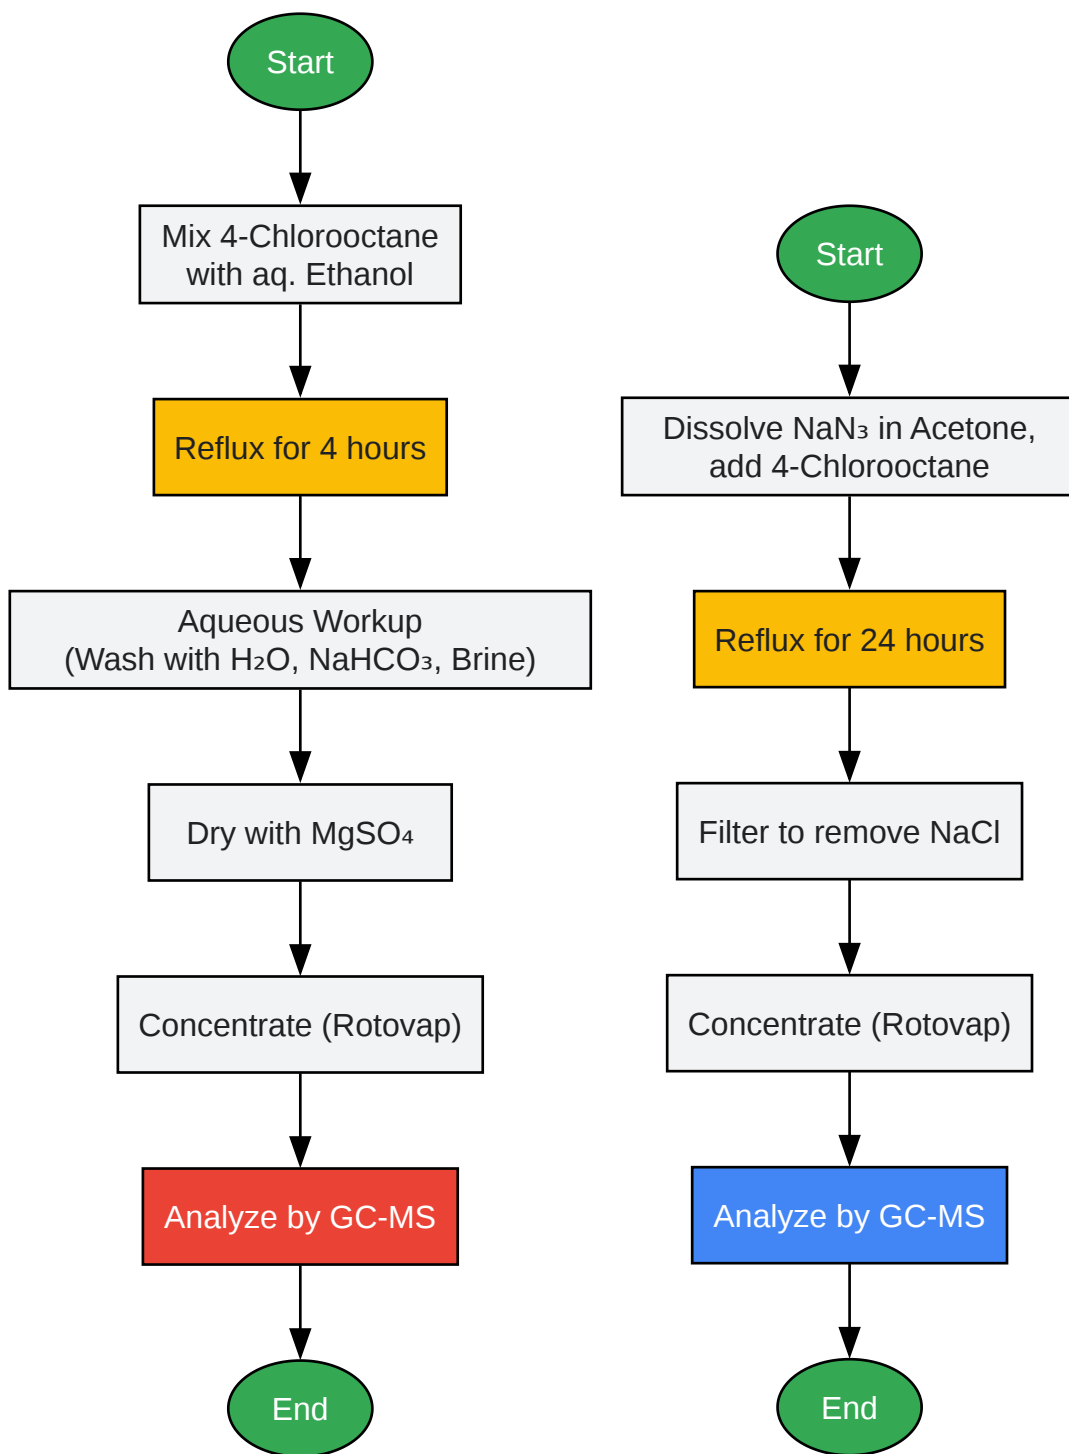 Start
Mix 4-Chlorooctane
with aq. Ethanol
Reflux for 4 hours
Aqueous Workup
(Wash with H₂O, NaHCO₃, Brine)
Dry with MgSO₄
Concentrate (Rotovap)
Analyze by GC-MS
End
Start
Dissolve NaN₃ in Acetone,
add 4-Chlorooctane
Reflux for 24 hours
Filter to remove NaCl
Concentrate (Rotovap)
Analyze by GC-MS
End